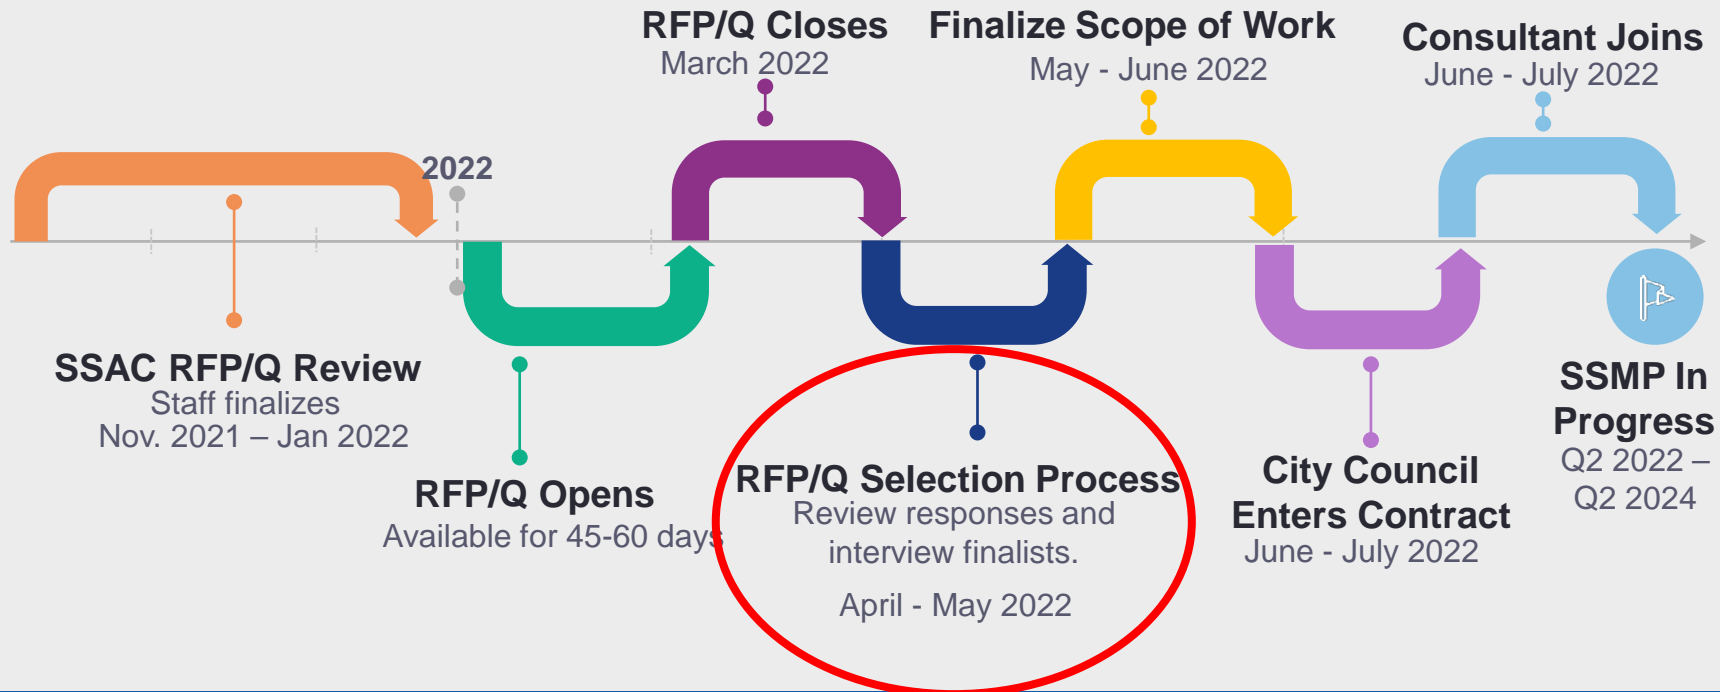 RFP/Q Closes
March 2022
Finalize Scope of Work
May - June 2022
Consultant Joins
June - July 2022
2022
SSAC RFP/Q Review
Staff finalizes
Nov. 2021 – Jan 2022
RFP/Q Opens
Available for 45-60 days
RFP/Q Selection Process
Review responses and
interview finalists.
April - May 2022
City Council
Enters Contract
June - July 2022
SSMP In
Progress
Q2 2022 –
Q2 2024